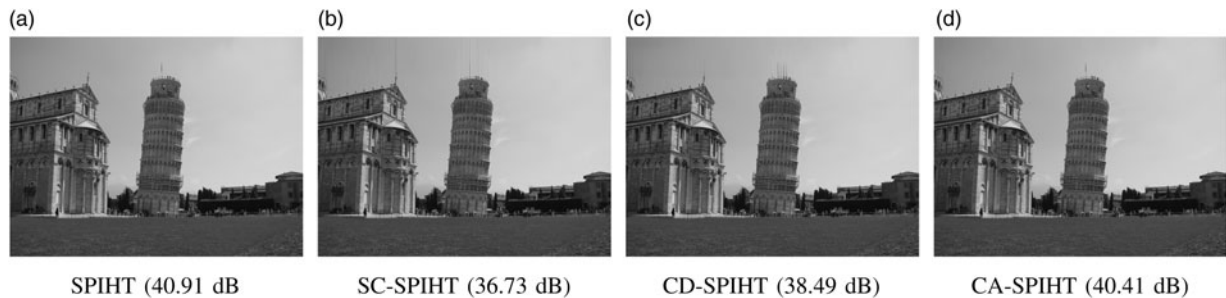 (a) (b) (c) (d)
SPIHT (40.91 dB SC-SPIHT (36.73 dB) CD-SPIHT (38.49 dB) CA-SPIHT (40.41 dB)